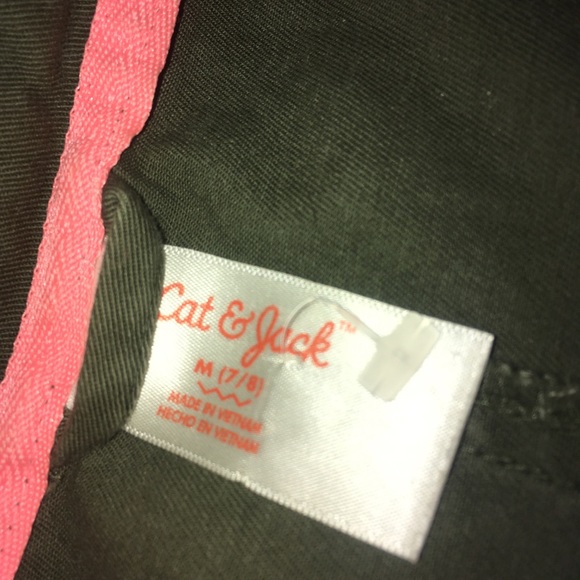 Cat & Jack™
M (7/8)
MADE IN VIETNAM
HECHO EN VIETNAM